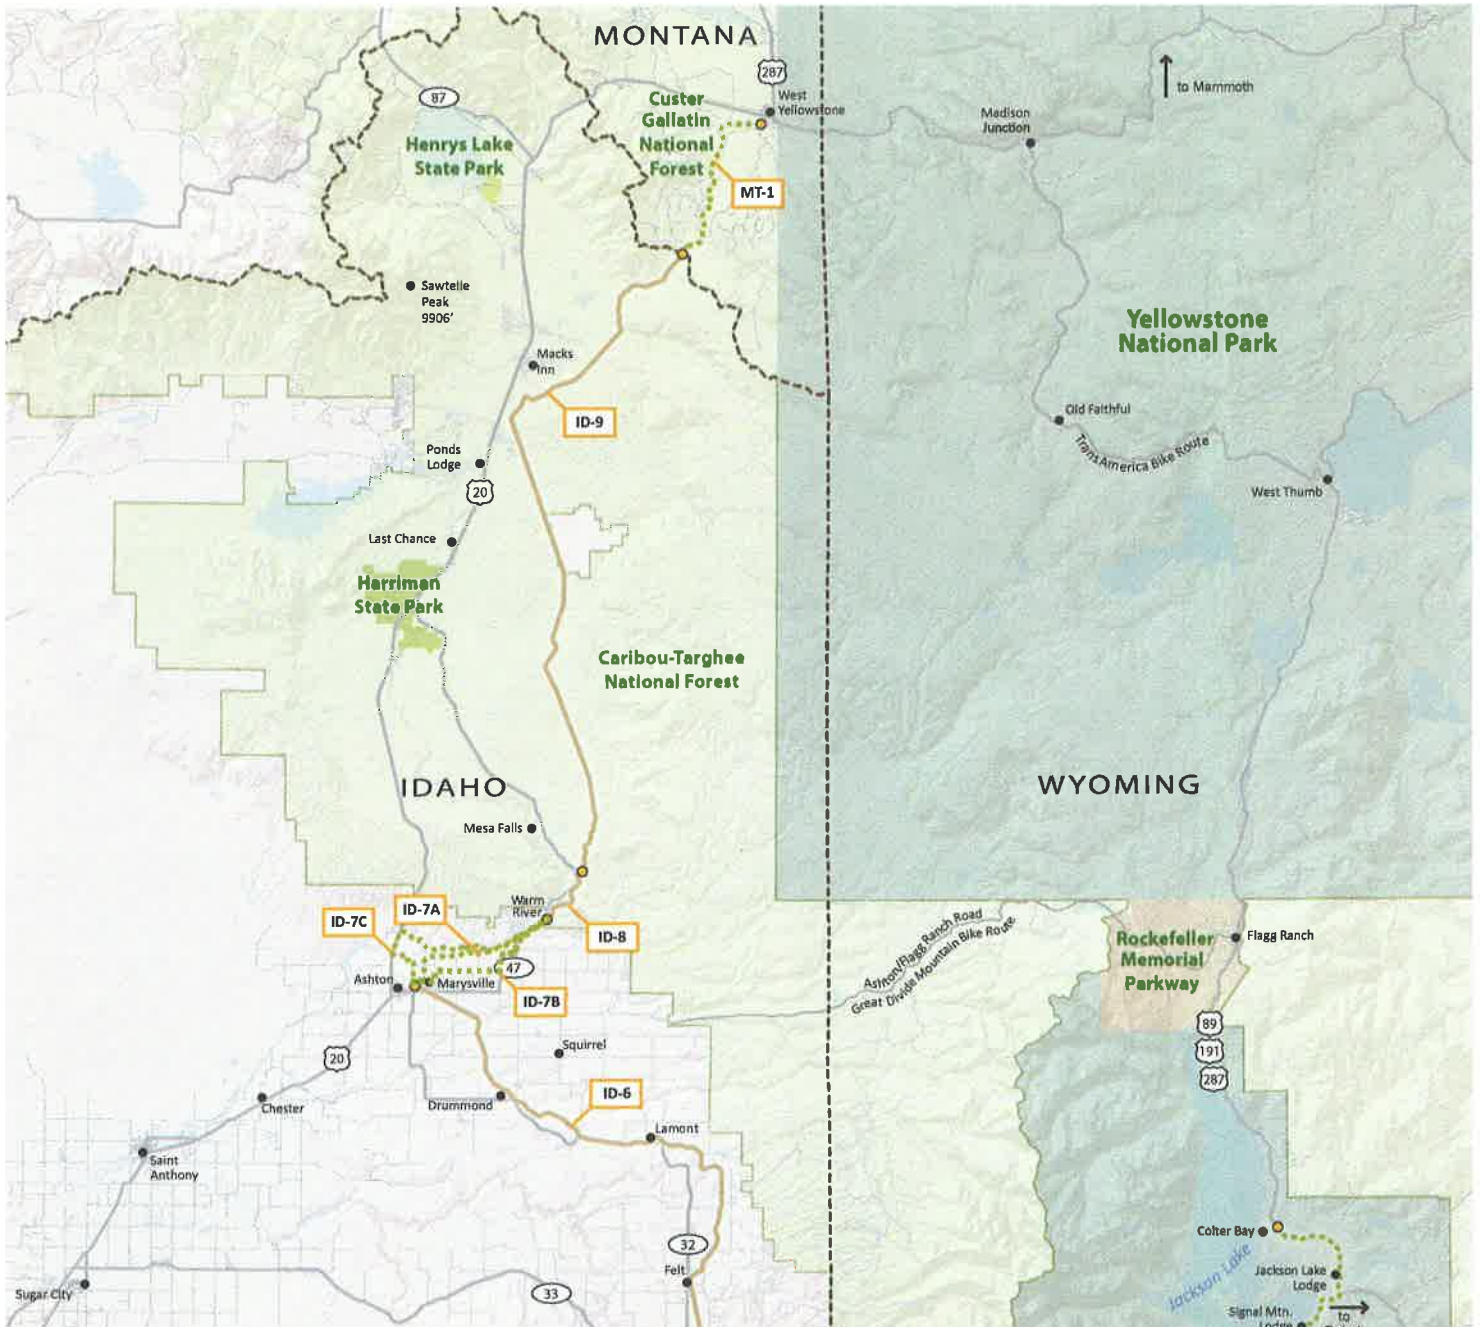 MONTANA
287
to Mammoth
87
Custer
Gallatin
National
Forest
West
Yellowstone
Madison
Junction
Henrys Lake
State Park
MT-1
Sawtelle
Peak
9906'
Yellowstone
National Park
Macks
Inn
ID-9
Old Faithful
TransAmerica Bike Route
West Thumb
Ponds
Lodge
20
Last Chance
Harriman
State Park
Caribou-Targhee
National Forest
IDAHO
WYOMING
Mesa Falls
Warm
River
ID-7C
ID-7A
ID-8
Ashton/Flagg Ranch Road
Great Divide Mountain Bike Route
Rockefeller
Memorial
Parkway
Flagg Ranch
47
Ashton
Marysville
ID-7B
89
191
287
20
Squirrel
Chester
Drummond
ID-6
Lamont
Saint
Anthony
Colter Bay
32
Jackson Lake
Jackson Lake
Lodge
Felt
Sugar City
33
Signal Mtn.
Lodge
to